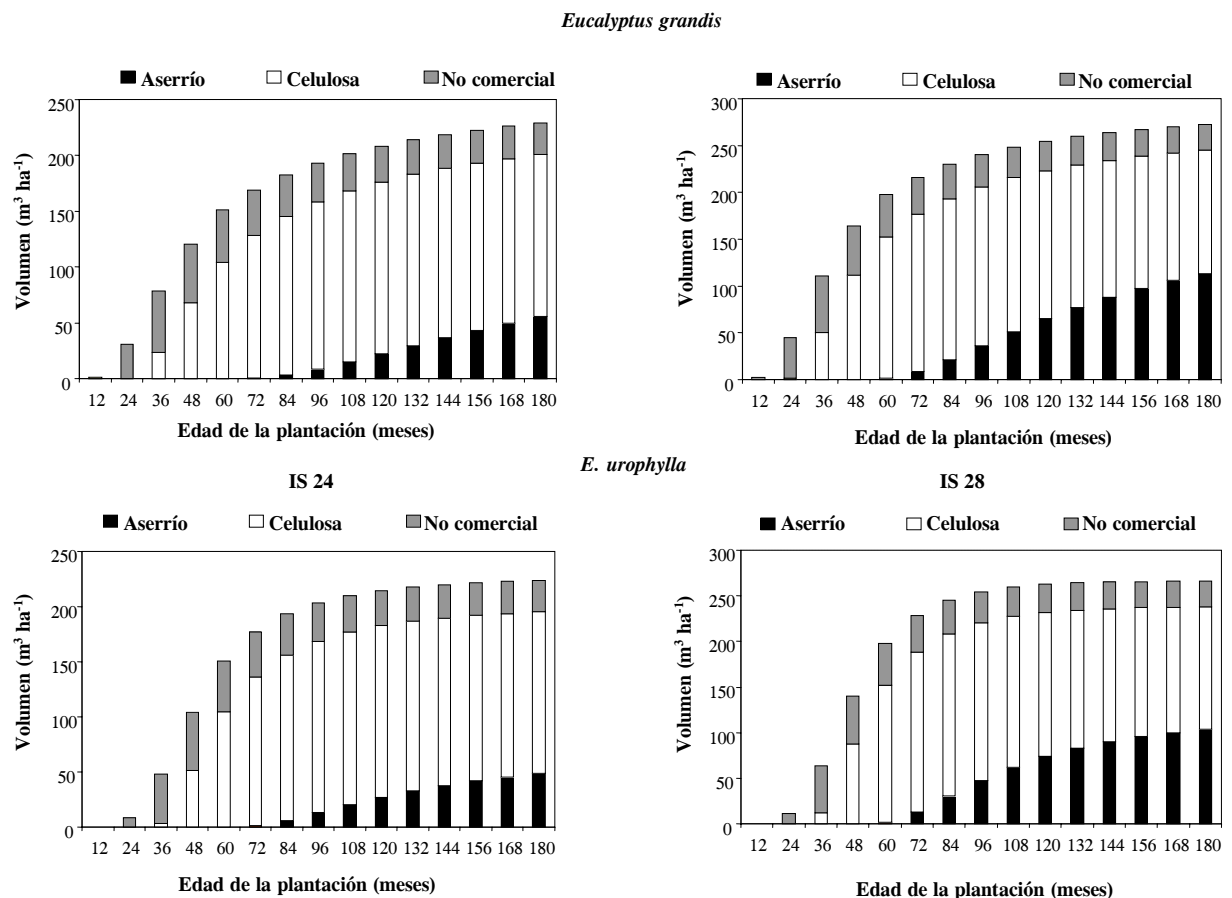 Eucalyptus grandis
Aserrío Celulosa No comercial
250
200
150
100
50
0
Volumen (m³ ha⁻¹)
12 24 36 48 60 72 84 96 108 120 132 144 156 168 180
Edad de la plantación (meses)
Aserrío Celulosa No comercial
300
250
200
150
100
50
0
Volumen (m³ ha⁻¹)
12 24 36 48 60 72 84 96 108 120 132 144 156 168 180
Edad de la plantación (meses)
E. urophylla
IS 24
Aserrío Celulosa No comercial
250
200
150
100
50
0
Volumen (m³ ha⁻¹)
12 24 36 48 60 72 84 96 108 120 132 144 156 168 180
Edad de la plantación (meses)
IS 28
Aserrío Celulosa No comercial
300
250
200
150
100
50
0
Volumen (m³ ha⁻¹)
12 24 36 48 60 72 84 96 108 120 132 144 156 168 180
Edad de la plantación (meses)